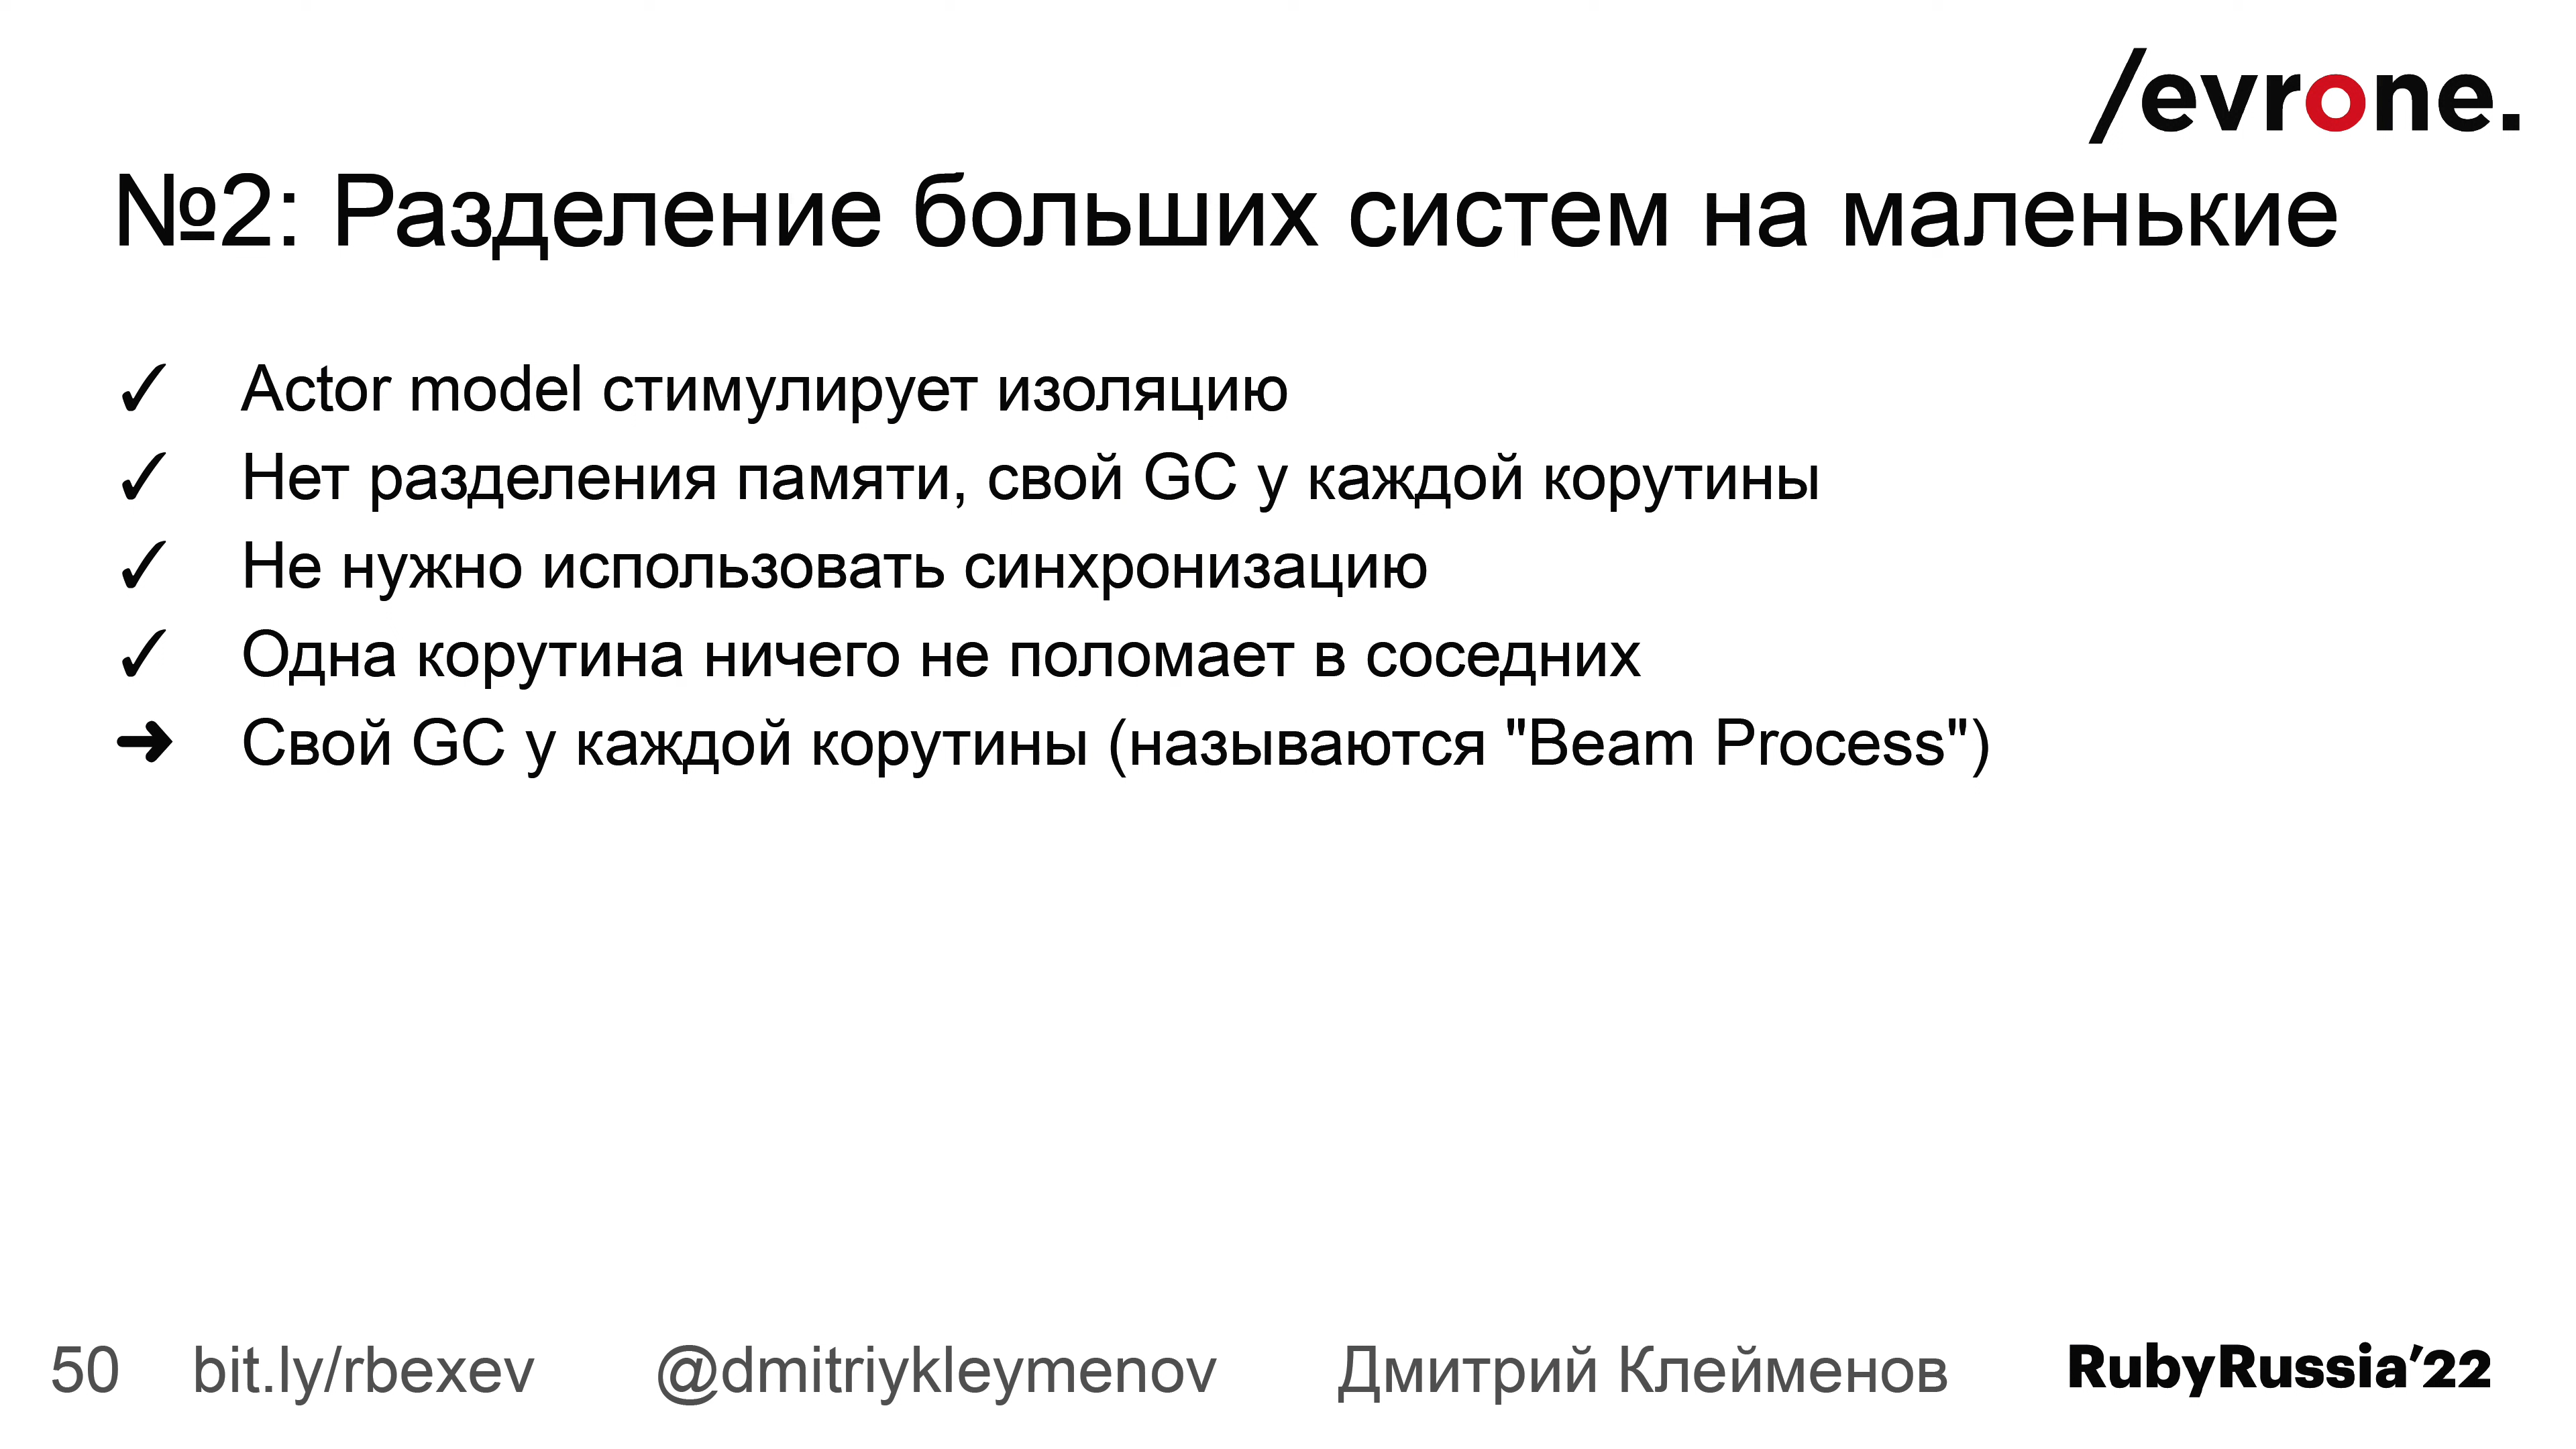 /evrone.
№2: Разделение больших систем на маленькие
✓ Actor model стимулирует изоляцию
✓ Нет разделения памяти, свой GC у каждой корутины
✓ Не нужно использовать синхронизацию
✓ Одна корутина ничего не поломает в соседних
➜ Свой GC у каждой корутины (называются "Beam Process")
50 bit.ly/rbexev @dmitriykleymenov Дмитрий Клейменов RubyRussia’22